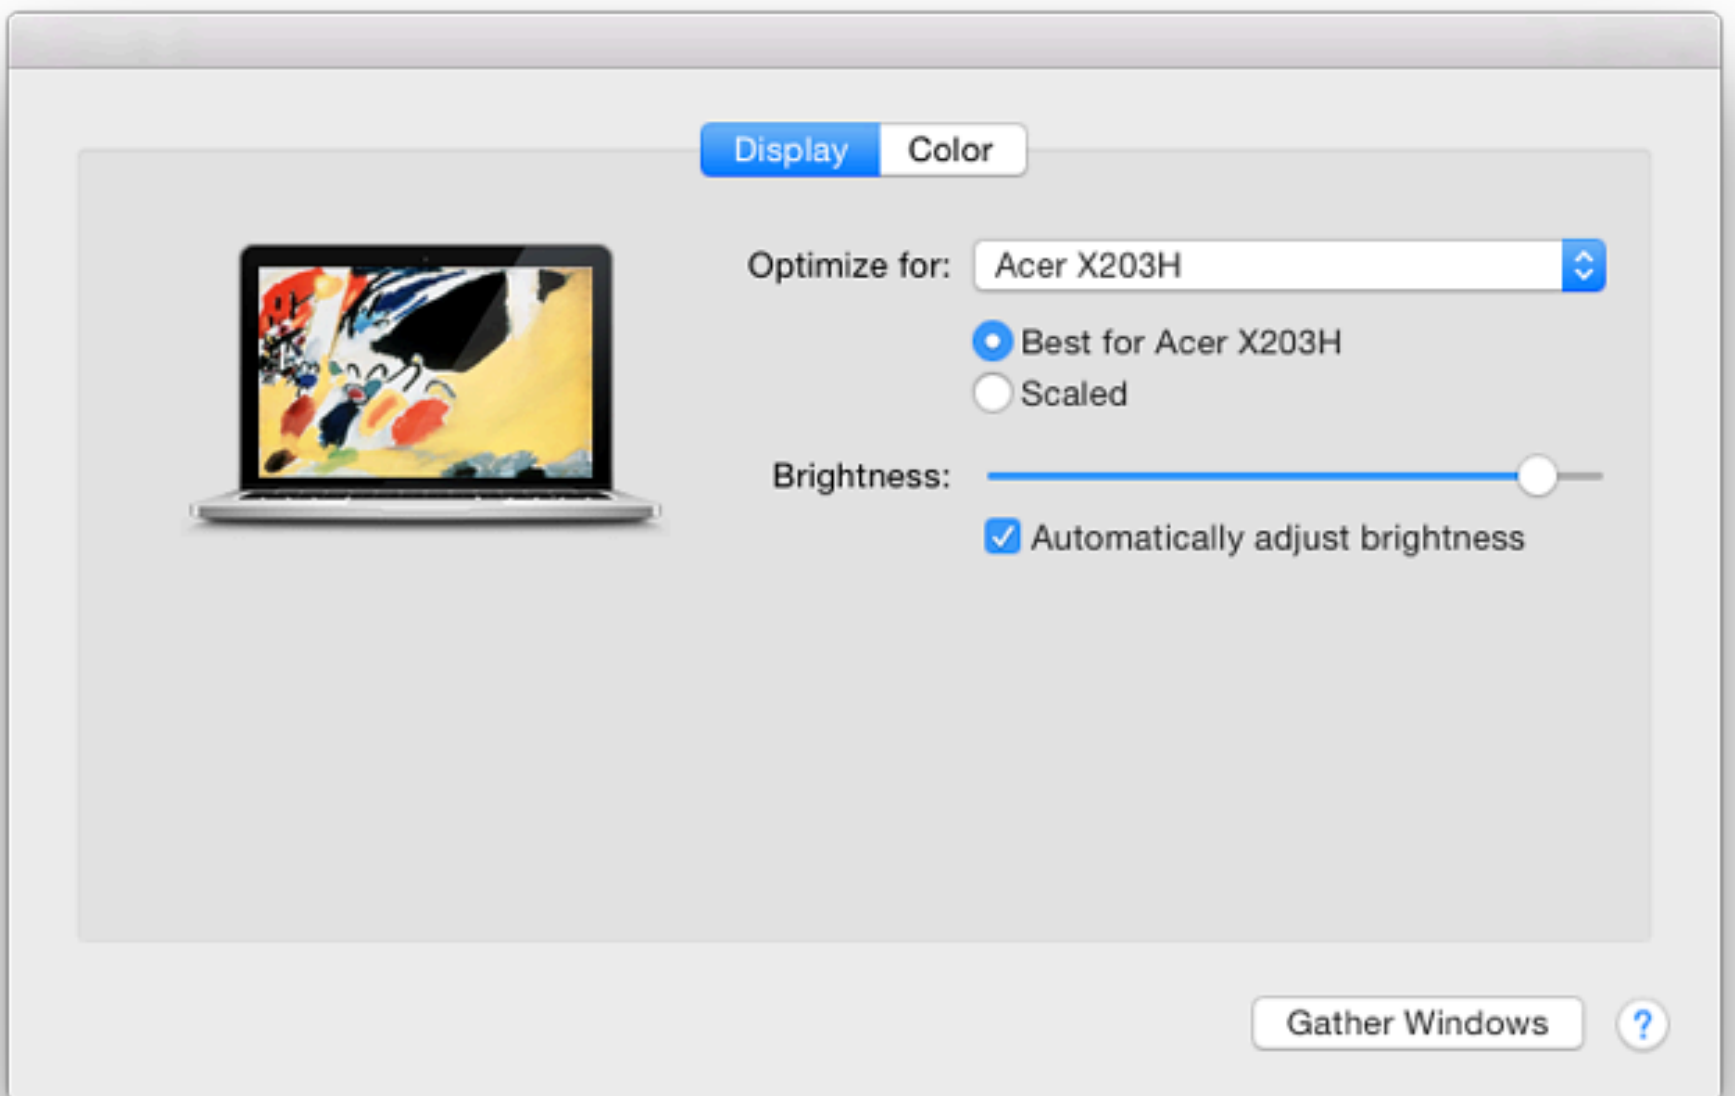 Display Color
Optimize for: Acer X203H
Best for Acer X203H
Scaled
Brightness:
Automatically adjust brightness
Gather Windows ?